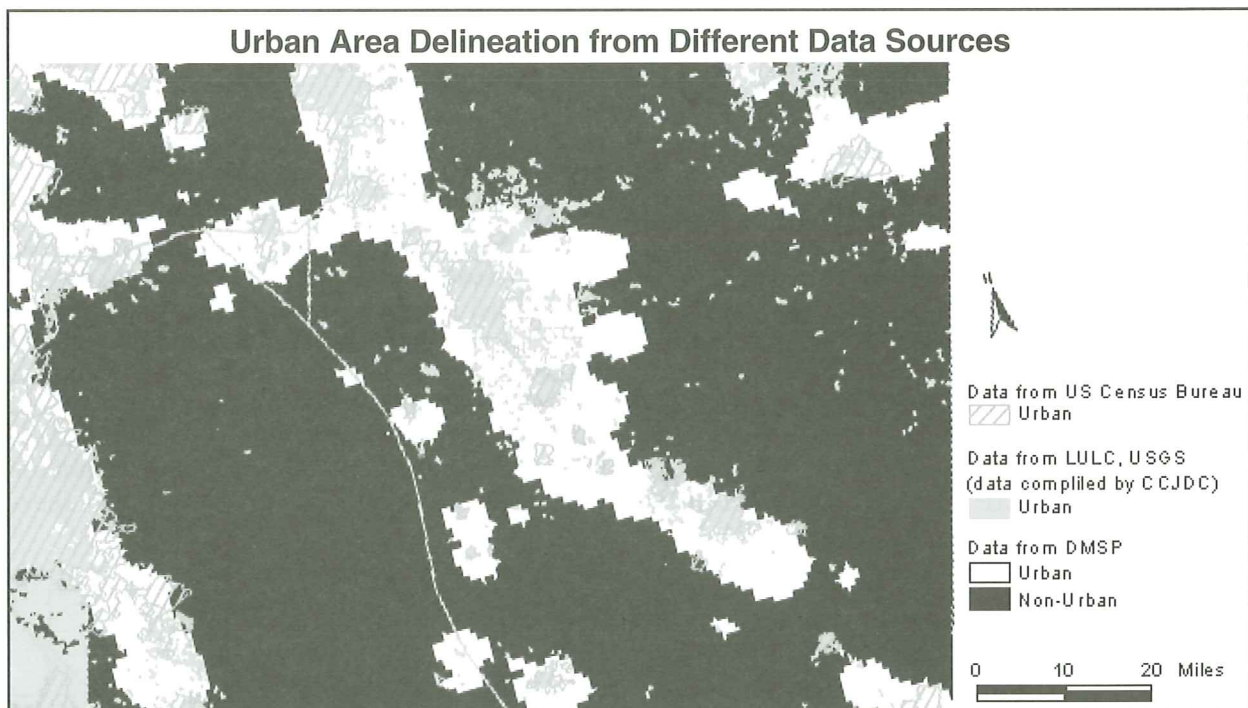 Urban Area Delineation from Different Data Sources
N
Data from US Census Bureau
Urban
Data from LULC, USGS
(data compliled by CCJDC)
Urban
Data from DMSP
Urban
Non-Urban
0 10 20 Miles